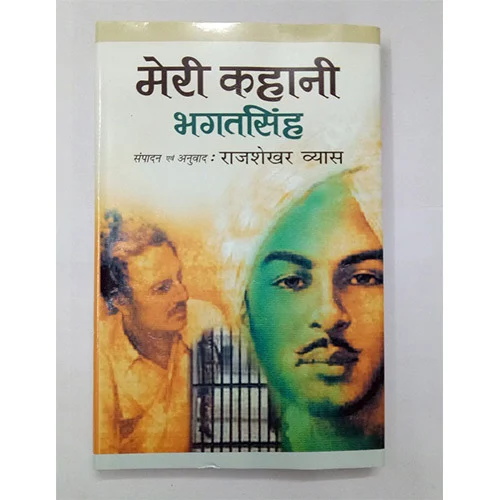 मेरी कहानी
भगतसिंह
संपादन एवं अनुवाद : राजशेखर व्यास